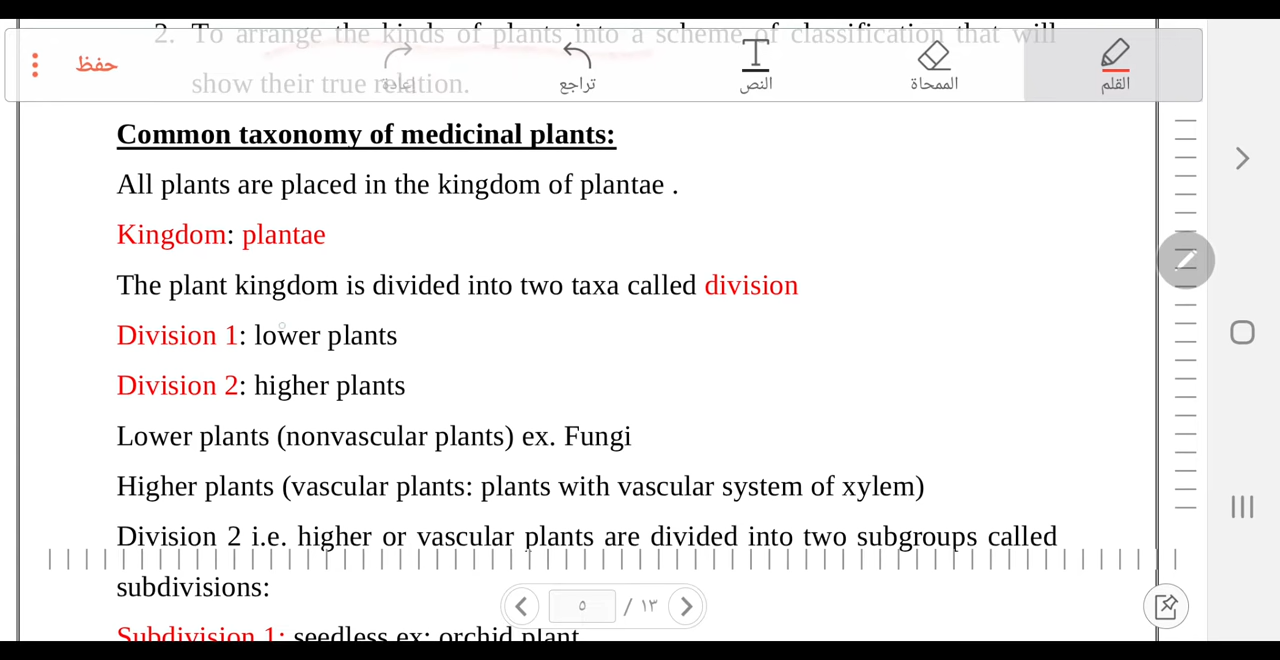 2. To arrange the kinds of plants into a scheme of classification that will
show their true relation.
حفظ
إعادة
تراجع
النص
الممحاة
القلم
Common taxonomy of medicinal plants:
All plants are placed in the kingdom of plantae .
Kingdom: plantae
The plant kingdom is divided into two taxa called division
Division 1: lower plants
Division 2: higher plants
Lower plants (nonvascular plants) ex. Fungi
Higher plants (vascular plants: plants with vascular system of xylem)
Division 2 i.e. higher or vascular plants are divided into two subgroups called
subdivisions:
٥ / ١٣
Subdivision 1: seedless ex: orchid plant